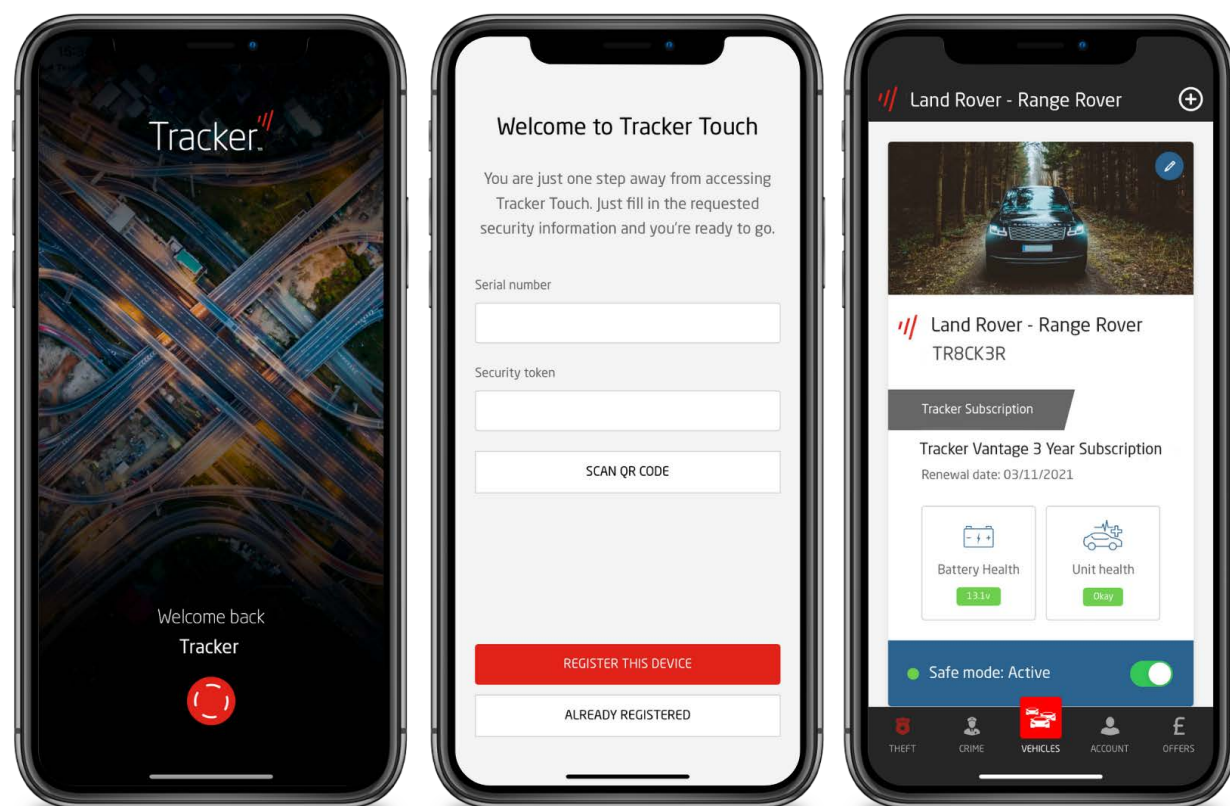 Tracker
Welcome back
Tracker
Welcome to Tracker Touch
You are just one step away from accessing
Tracker Touch. Just fill in the requested
security information and you're ready to go.
Serial number
Security token
SCAN QR CODE
REGISTER THIS DEVICE
ALREADY REGISTERED
Land Rover - Range Rover
Land Rover - Range Rover
TR8CK3R
Tracker Subscription
Tracker Vantage 3 Year Subscription
Renewal date: 03/11/2021
Battery Health
13.1v
Unit health
Okay
Safe mode: Active
THEFT
CRIME
VEHICLES
ACCOUNT
OFFERS